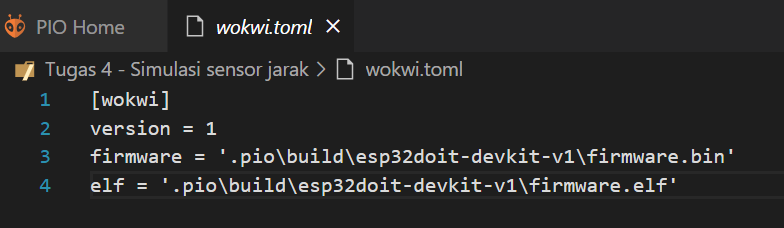 PIO Home
wokwi.toml
Tugas 4 - Simulasi sensor jarak > wokwi.toml
1 [wokwi]
2 version = 1
3 firmware = '.pio\build\esp32doit-devkit-v1\firmware.bin'
4 elf = '.pio\build\esp32doit-devkit-v1\firmware.elf'